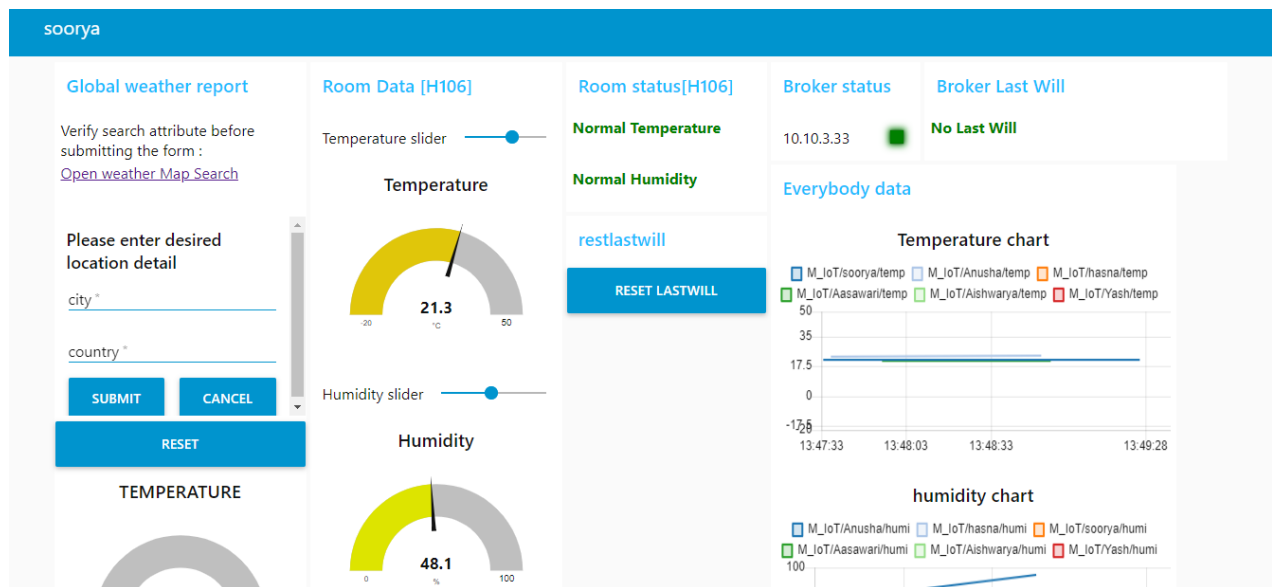 soorya
Global weather report
Verify search attribute before
submitting the form :
Open weather Map Search
Please enter desired
location detail
city *
country *
SUBMIT CANCEL
RESET
TEMPERATURE
Room Data [H106]
Temperature slider
Temperature
21.3
-20 °C 50
Humidity slider
Humidity
48.1
0 % 100
Room status[H106]
Normal Temperature
Normal Humidity
restlastwill
RESET LASTWILL
Broker status
10.10.3.33
Broker Last Will
No Last Will
Everybody data
Temperature chart
M_IoT/soorya/temp M_IoT/Anusha/temp M_IoT/hasna/temp
M_IoT/Aasawari/temp M_IoT/Aishwarya/temp M_IoT/Yash/temp
50
35
17.5
0
-17.5
-20
13:47:33 13:48:03 13:48:33 13:49:28
humidity chart
M_IoT/Anusha/humi M_IoT/hasna/humi M_IoT/soorya/humi
M_IoT/Aasawari/humi M_IoT/Aishwarya/humi M_IoT/Yash/humi
100